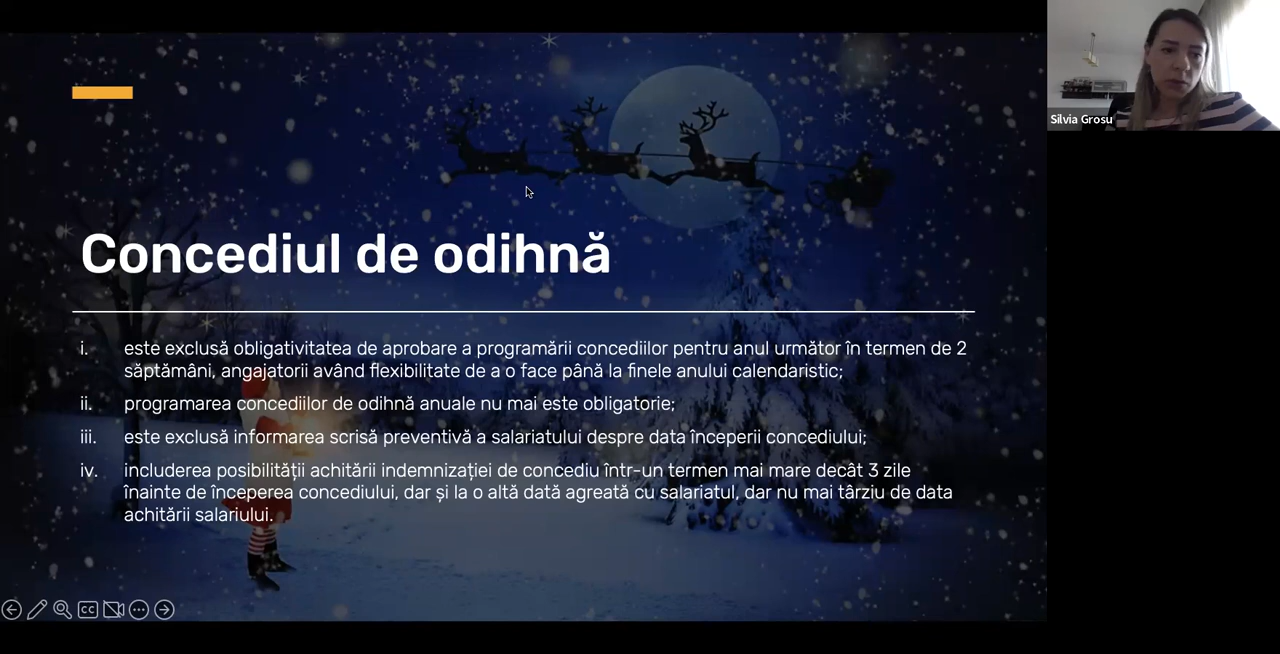 Silvia Grosu
Concediul de odihnă
i. este exclusă obligativitatea de aprobare a programării concediilor pentru anul următor în termen de 2
săptămâni, angajatorii având flexibilitate de a o face până la finele anului calendaristic;
ii. programarea concediilor de odihnă anuale nu mai este obligatorie;
iii. este exclusă informarea scrisă preventivă a salariatului despre data începerii concediului;
iv. includerea posibilității achitării indemnizației de concediu într-un termen mai mare decât 3 zile
înainte de începerea concediului, dar și la o altă dată agreată cu salariatul, dar nu mai târziu de data
achitării salariului.
CC